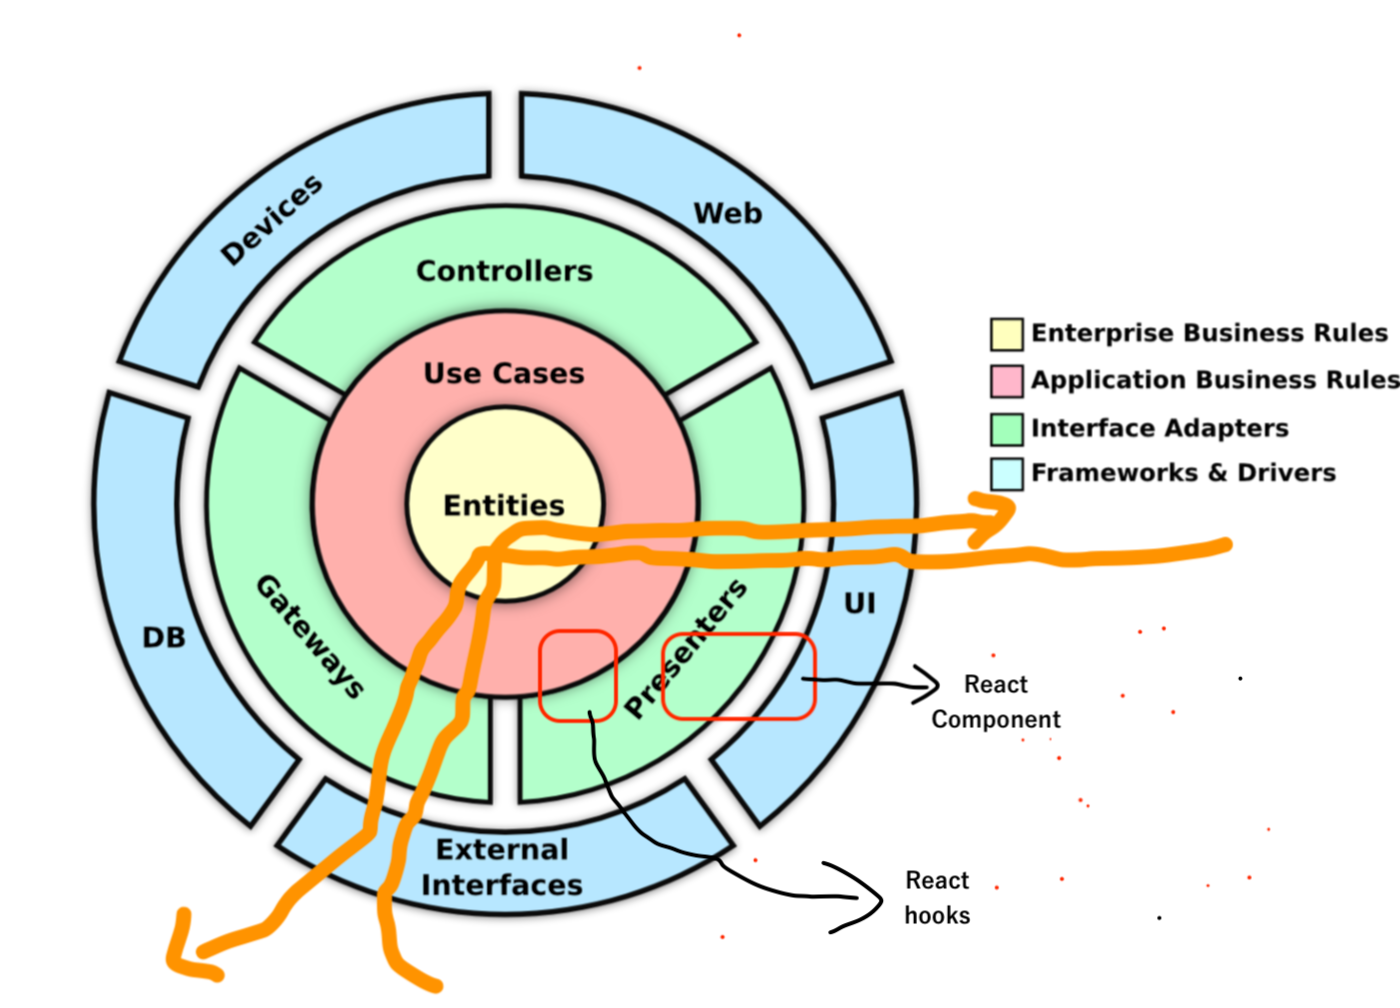 Devices
Web
Controllers
Use Cases
Entities
Enterprise Business Rules
Application Business Rules
Interface Adapters
Frameworks & Drivers
Gateways
Presenters
DB
UI
React
Component
External
Interfaces
React
hooks